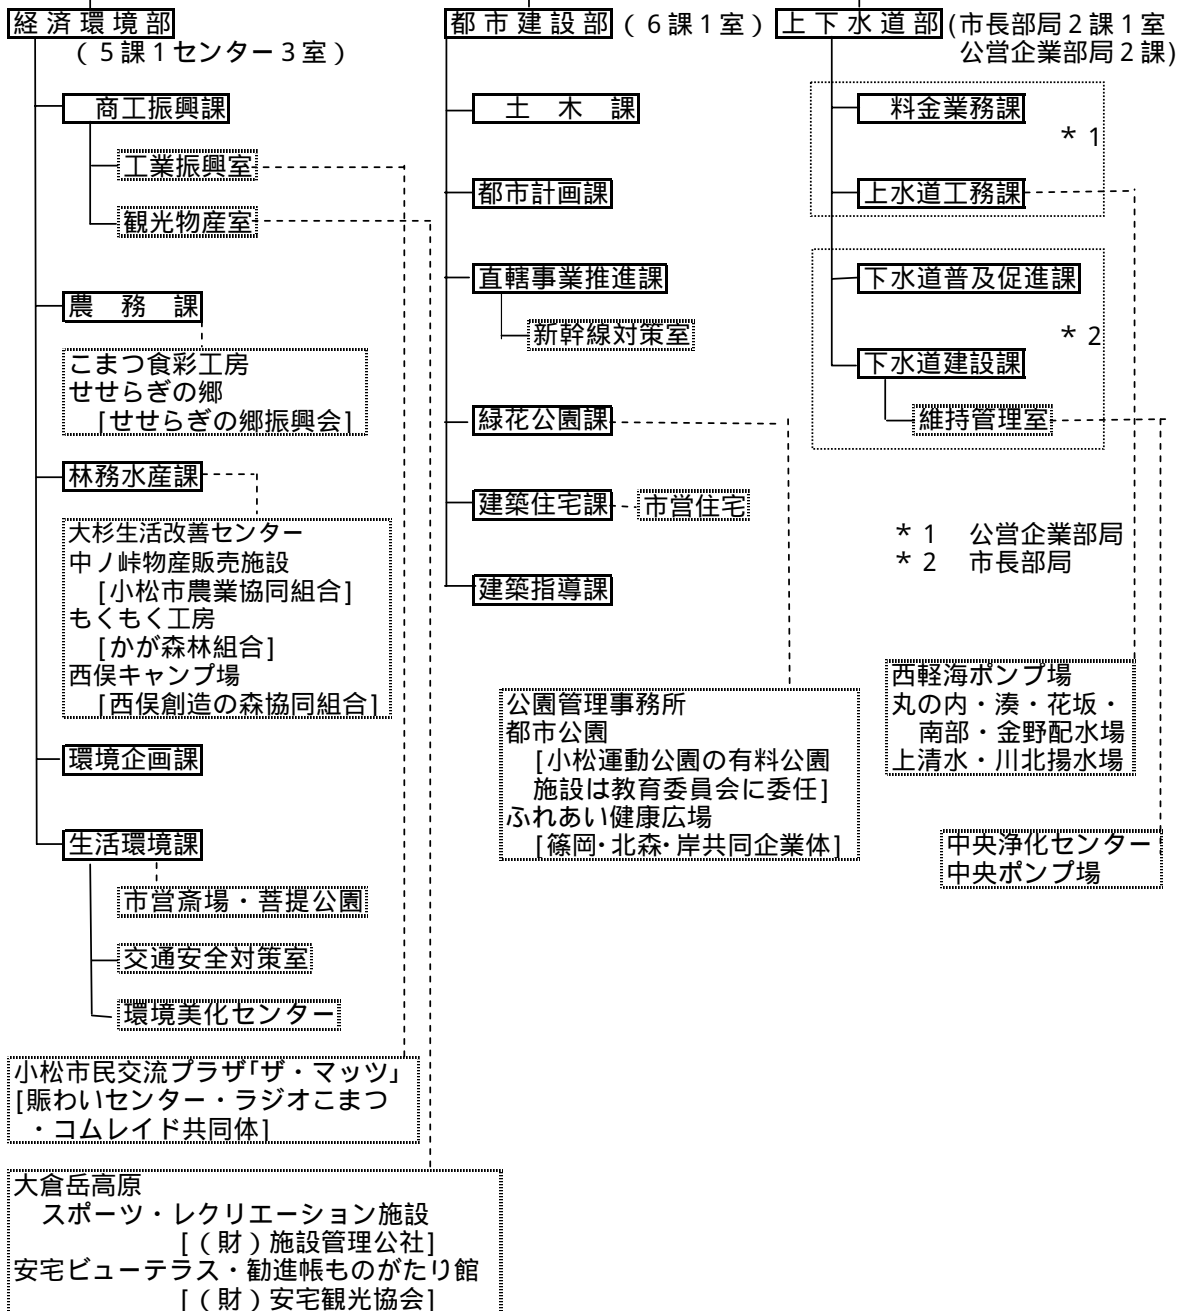 経済環境部
（５課１センター３室）
商工振興課
工業振興室
観光物産室
農　務　課
こまつ食彩工房
せせらぎの郷
[せせらぎの郷振興会]
林務水産課
大杉生活改善センター
中ノ峠物産販売施設
[小松市農業協同組合]
もくもく工房
[かが森林組合]
西俣キャンプ場
[西俣創造の森協同組合]
環境企画課
生活環境課
市営斎場・菩提公園
交通安全対策室
環境美化センター
小松市民交流プラザ「ザ・マッツ」
[賑わいセンター・ラジオこまつ
・コムレイド共同体]
大倉岳高原
スポーツ・レクリエーション施設
[（財）施設管理公社]
安宅ビューテラス・勧進帳ものがたり館
[（財）安宅観光協会]
都市建設部（６課１室）
土　木　課
都市計画課
直轄事業推進課
新幹線対策室
緑花公園課
建築住宅課
市営住宅
建築指導課
公園管理事務所
都市公園
[小松運動公園の有料公園
施設は教育委員会に委任]
ふれあい健康広場
[篠岡・北森・岸共同企業体]
上下水道部(市長部局２課１室
公営企業部局２課)
料金業務課
＊１
上水道工務課
下水道普及促進課
＊２
下水道建設課
維持管理室
＊１　公営企業部局
＊２　市長部局
西軽海ポンプ場
丸の内・湊・花坂・
南部・金野配水場
上清水・川北揚水場
中央浄化センター
中央ポンプ場